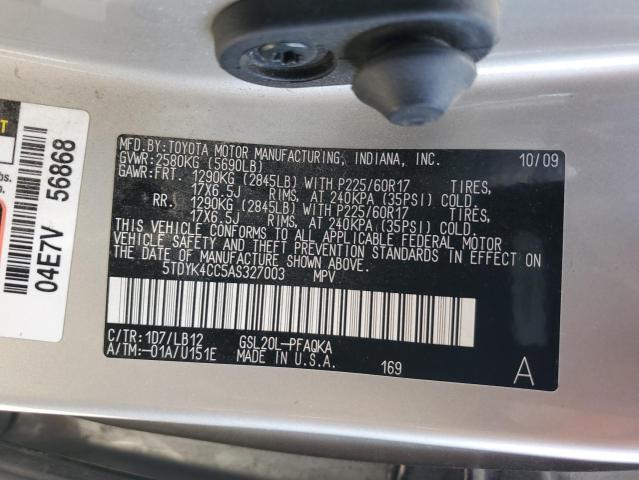 MFD.BY:TOYOTA MOTOR MANUFACTURING, INDIANA, INC. 10/09
GVWR:2580KG (5690LB)
GAWR:FRT. 1290KG (2845LB) WITH P225/60R17 TIRES,
17X6.5J RIMS, AT 240KPA (35PSI) COLD.
RR. 1290KG (2845LB) WITH P225/60R17 TIRES,
17X6.5J RIMS, AT 240KPA (35PSI) COLD.
THIS VEHICLE CONFORMS TO ALL APPLICABLE FEDERAL MOTOR
VEHICLE SAFETY AND THEFT PREVENTION STANDARDS IN EFFECT ON
THE DATE OF MANUFACTURE SHOWN ABOVE.
5TDYK4CC5AS327003 MPV
C/TR:1D7/LB12 GSL20L-PFAQKA
A/TM:-01A/U151E MADE IN U.S.A. 169 A
04E7V 56868